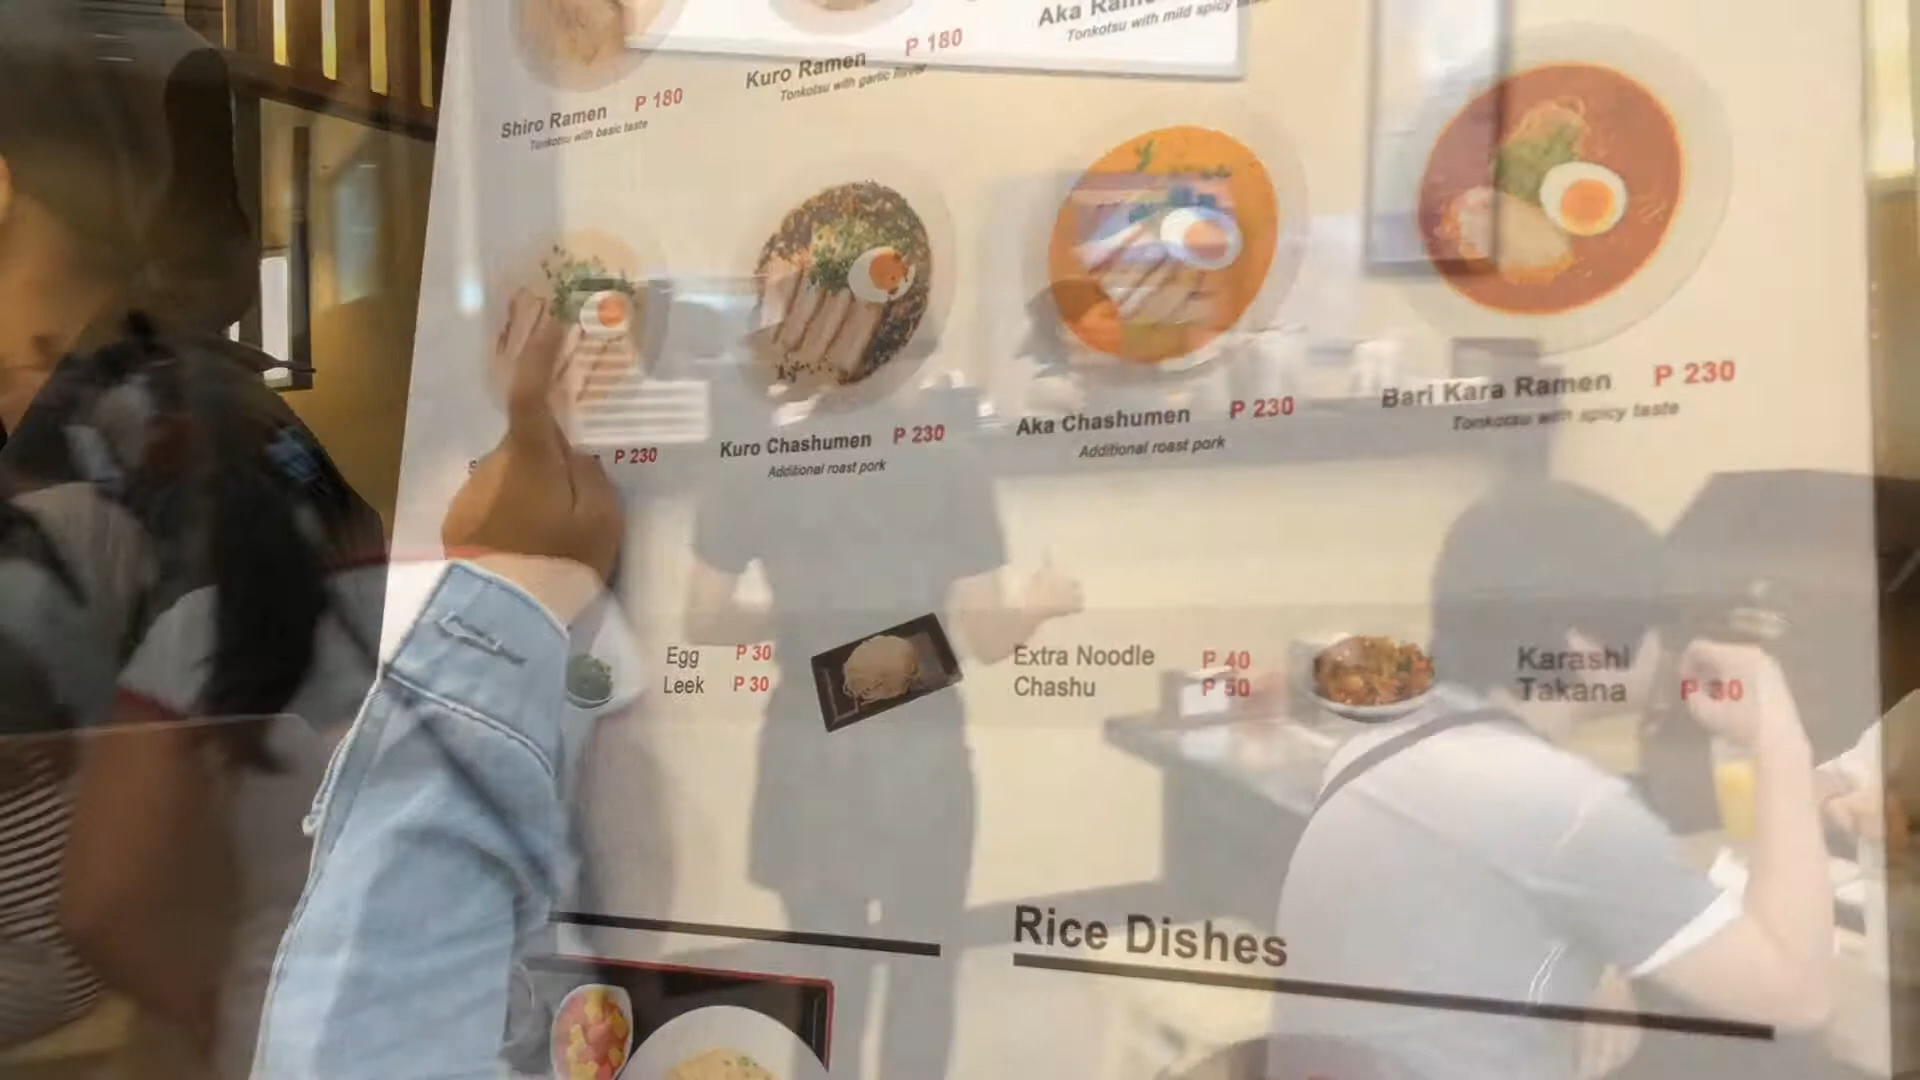 Aka
Tonkotsu with mild spicy
Kuro Ramen P 180
Tonkotsu with garlic flavor
Shiro Ramen P 180
Tonkotsu with basic taste
P 230
Kuro Chashumen P 230
Additional roast pork
Aka Chashumen P 230
Additional roast pork
Bari Kara Ramen P 230
Tonkotsu with spicy taste
Egg P 30
Leek P 30
Extra Noodle P 40
Chashu P 50
Karashi
Takana P 30
Rice Dishes